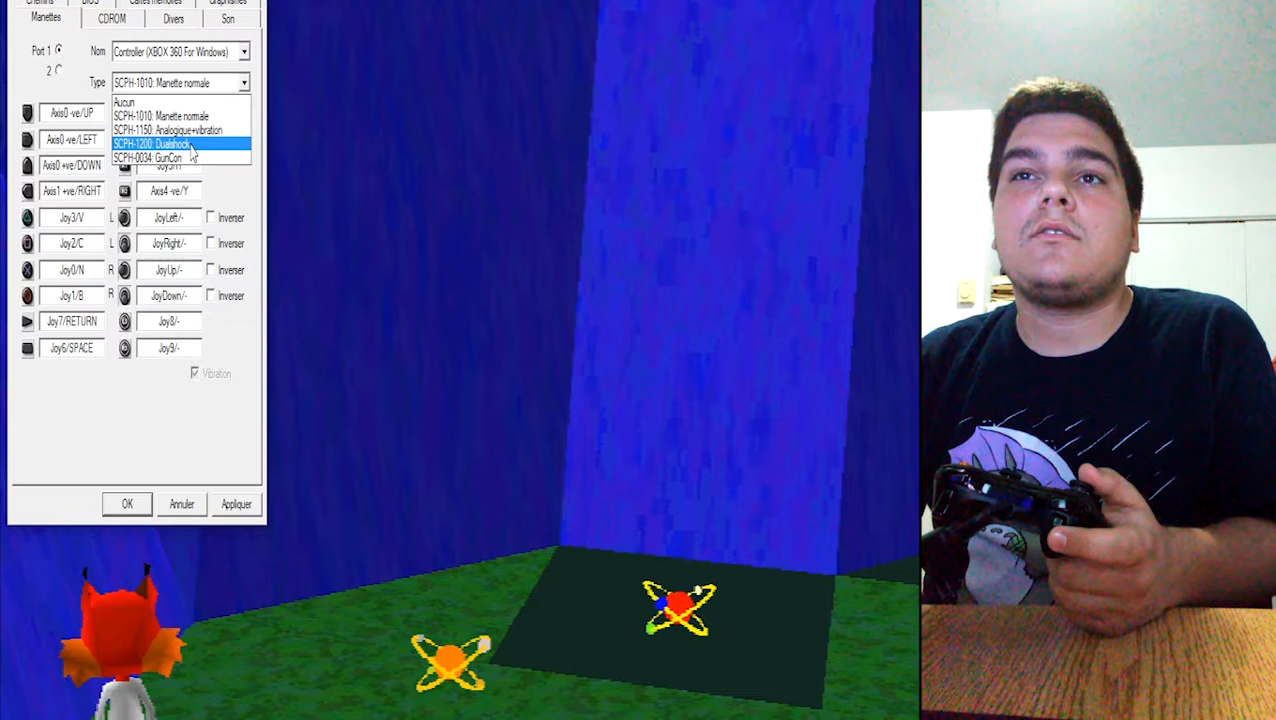 Chemins BIOS Cartes mémoires Graphismes
Manettes CDROM Divers Son
Port 1 Nom Controller (XBOX 360 For Windows)
2
Type SCPH-1010: Manette normale
Aucun
SCPH-1010: Manette normale
SCPH-1150: Analogique+vibration
SCPH-1200: Dualshock
SCPH-0034: GunCon
Axis0 -ve/UP
Axis0 -ve/LEFT
Axis0 +ve/DOWN
Axis1 +ve/RIGHT Axis4 -ve/Y
Joy3/V L JoyLeft/- Inverser
Joy2/C L JoyRight/- Inverser
Joy0/N R JoyUp/- Inverser
Joy1/B R JoyDown/- Inverser
Joy7/RETURN Joy8/-
Joy6/SPACE Joy9/-
Vibration
OK Annuler Appliquer